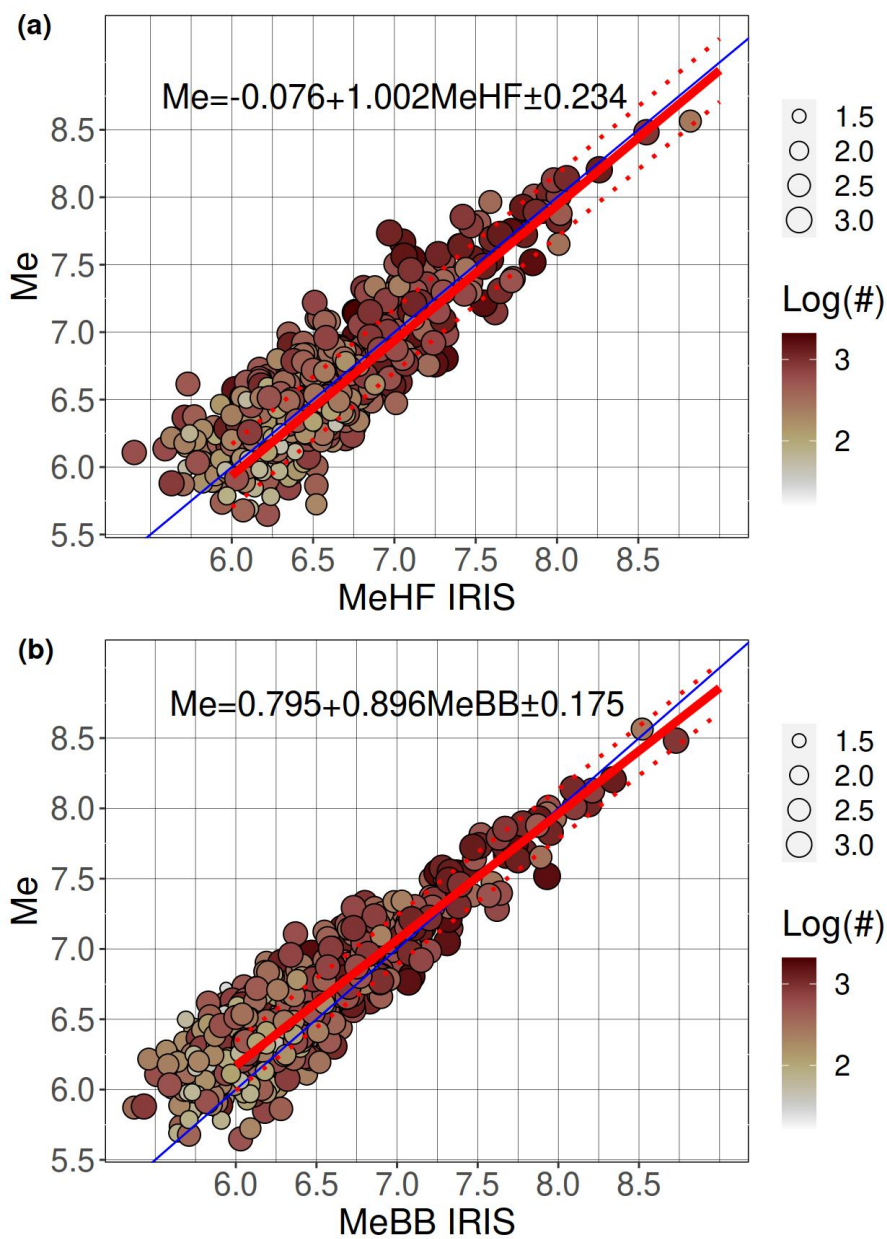 (a)
Me=-0.076+1.002MeHF±0.234
8.5
8.0
7.5
7.0
6.5
6.0
5.5
Me
6.0 6.5 7.0 7.5 8.0 8.5
MeHF IRIS
1.5
2.0
2.5
3.0
Log(#)
3
2
(b)
Me=0.795+0.896MeBB±0.175
8.5
8.0
7.5
7.0
6.5
6.0
5.5
Me
6.0 6.5 7.0 7.5 8.0 8.5
MeBB IRIS
1.5
2.0
2.5
3.0
Log(#)
3
2